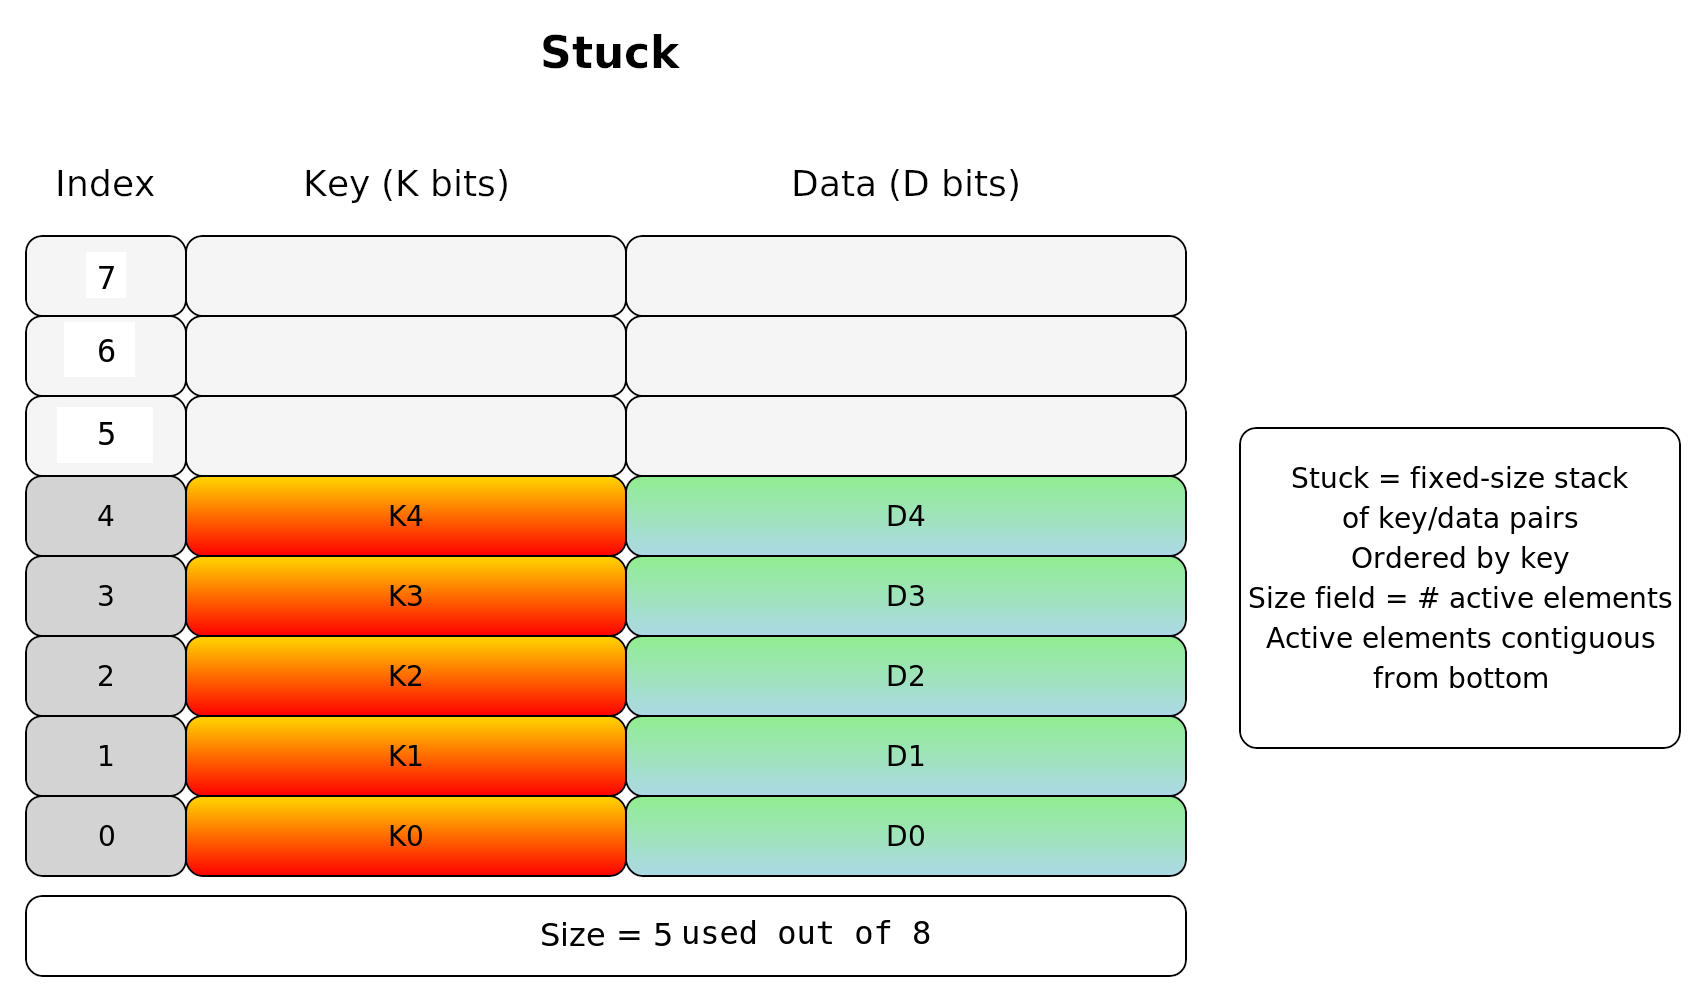 Stuck
Index Key (K bits) Data (D bits)
7
6
5
4 K4 D4
3 K3 D3
2 K2 D2
1 K1 D1
0 K0 D0
Size = 5 used out of 8
Stuck = fixed-size stack
of key/data pairs
Ordered by key
Size field = # active elements
Active elements contiguous
from bottom